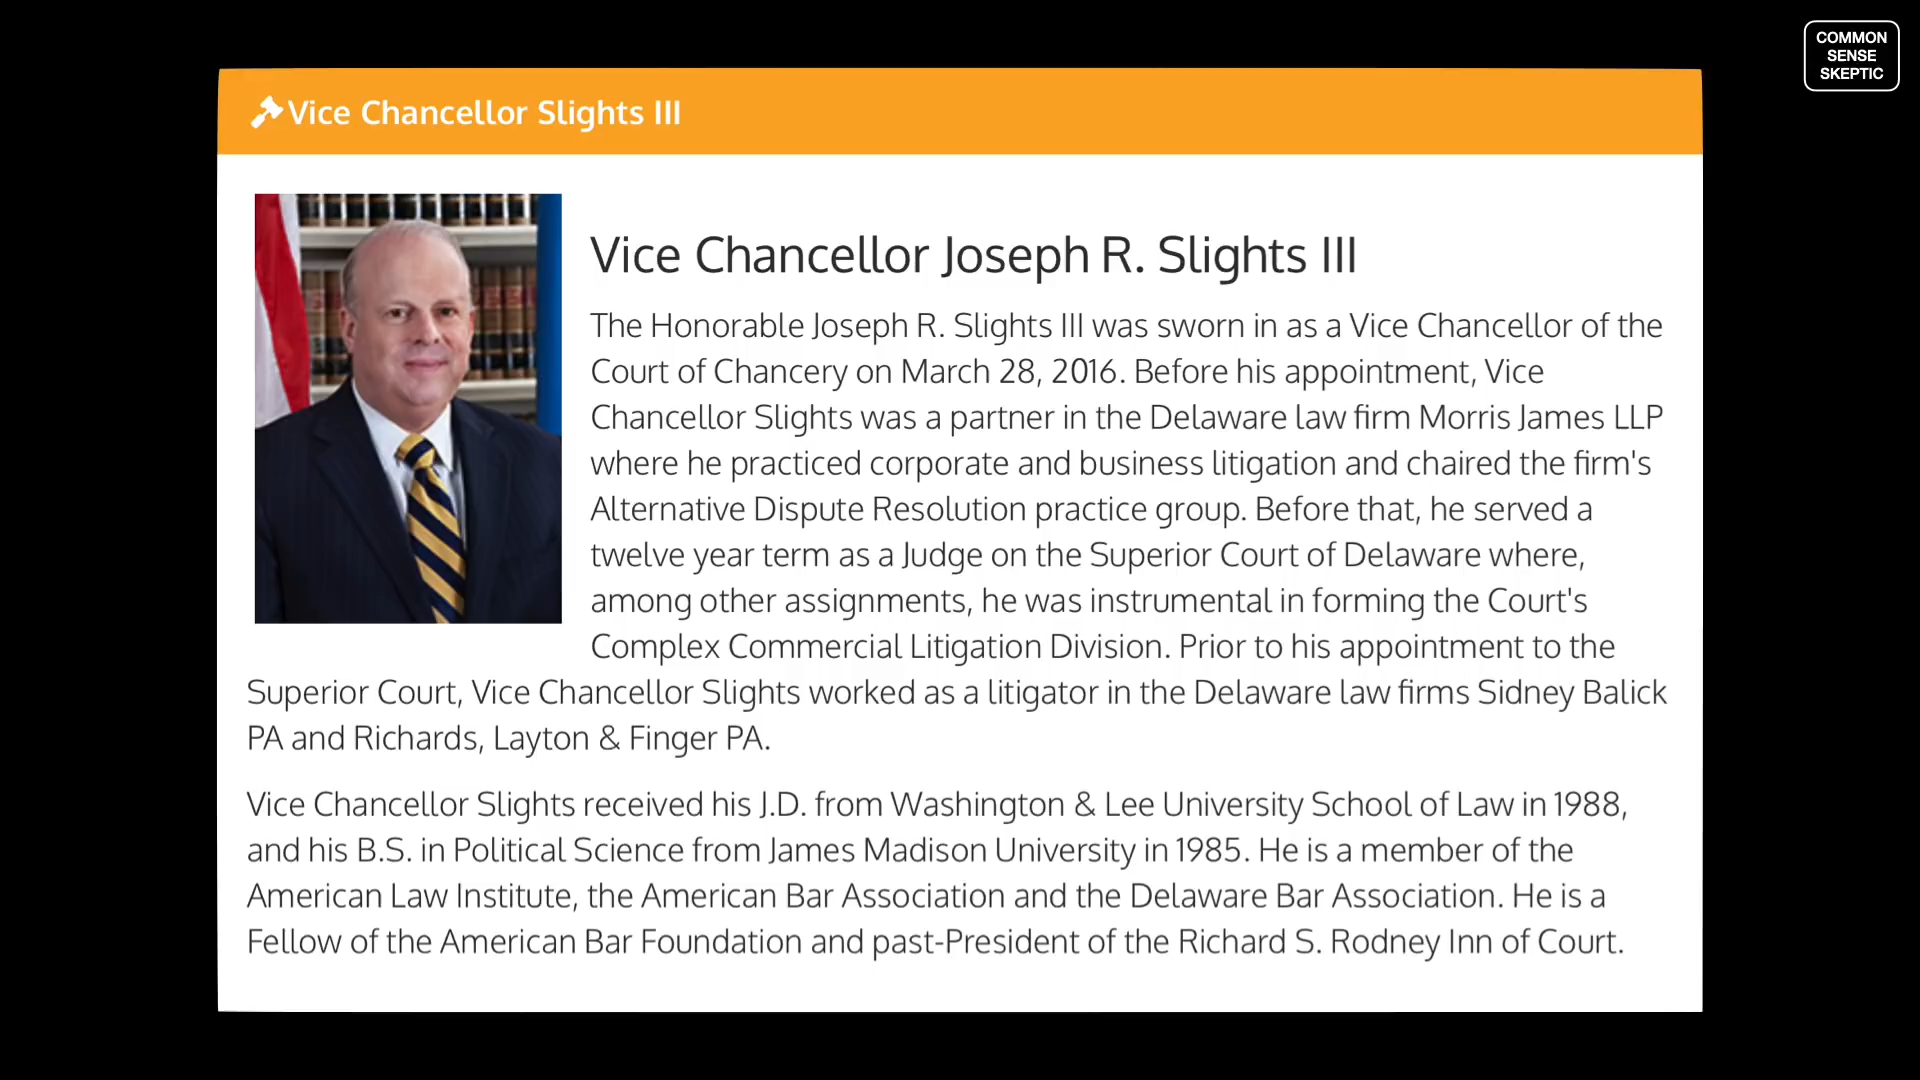 COMMON
SENSE
SKEPTIC
Vice Chancellor Slights III
Vice Chancellor Joseph R. Slights III
The Honorable Joseph R. Slights III was sworn in as a Vice Chancellor of the
Court of Chancery on March 28, 2016. Before his appointment, Vice
Chancellor Slights was a partner in the Delaware law firm Morris James LLP
where he practiced corporate and business litigation and chaired the firm's
Alternative Dispute Resolution practice group. Before that, he served a
twelve year term as a Judge on the Superior Court of Delaware where,
among other assignments, he was instrumental in forming the Court's
Complex Commercial Litigation Division. Prior to his appointment to the
Superior Court, Vice Chancellor Slights worked as a litigator in the Delaware law firms Sidney Balick
PA and Richards, Layton & Finger PA.
Vice Chancellor Slights received his J.D. from Washington & Lee University School of Law in 1988,
and his B.S. in Political Science from James Madison University in 1985. He is a member of the
American Law Institute, the American Bar Association and the Delaware Bar Association. He is a
Fellow of the American Bar Foundation and past-President of the Richard S. Rodney Inn of Court.